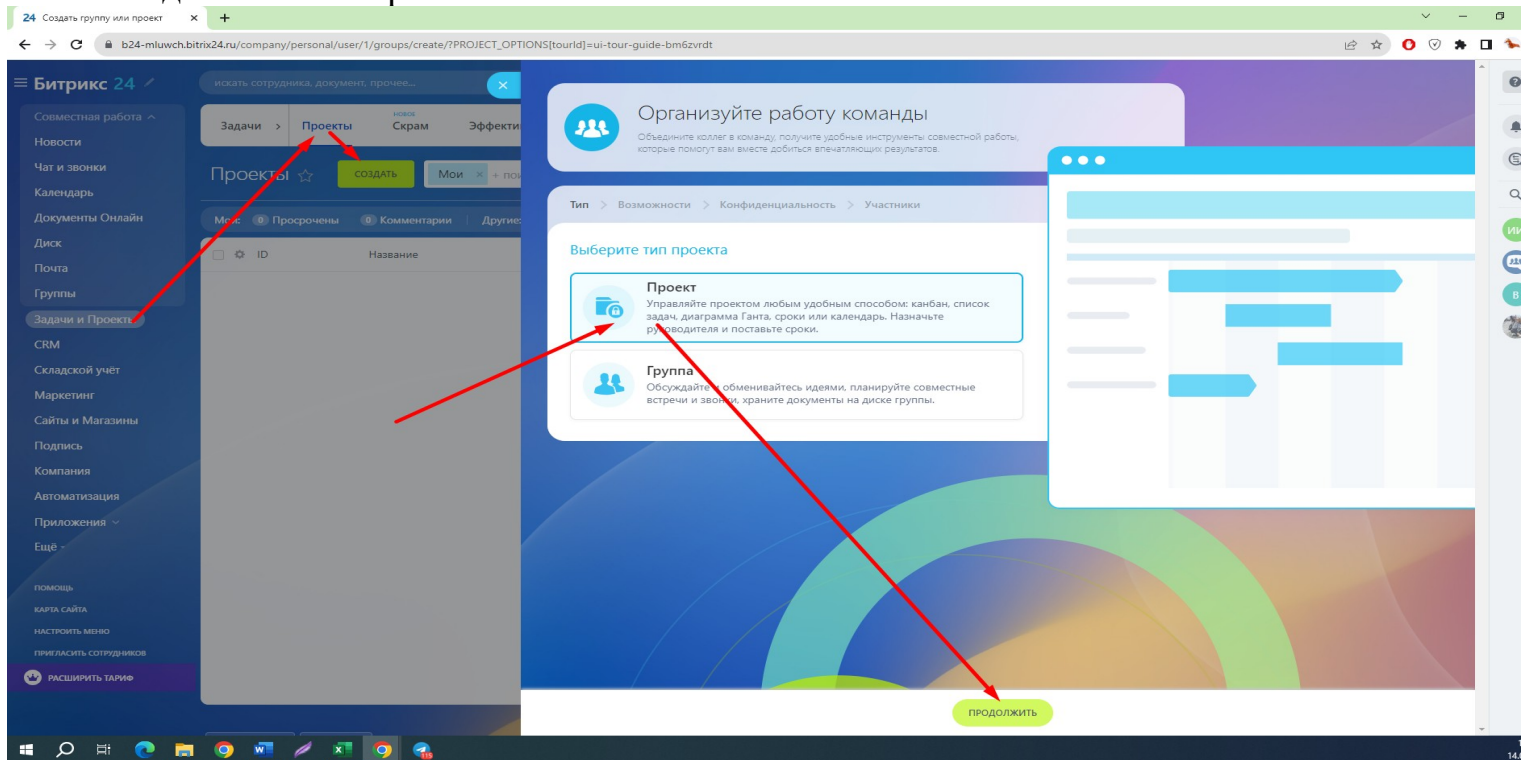 24 Создать группу или проект × +
b24-mluwch.bitrix24.ru/company/personal/user/1/groups/create/?PROJECT_OPTIONS[tourId]=ui-tour-guide-bm6zvrdt
Битрикс 24
искать сотрудника, документ, прочее...
Совместная работа
Новости
Чат и звонки
Календарь
Документы Онлайн
Диск
Почта
Группы
Задачи и Проекты
CRM
Складской учёт
Маркетинг
Сайты и Магазины
Подпись
Компания
Автоматизация
Приложения
Ещё -
ПОМОЩЬ
КАРТА САЙТА
НАСТРОИТЬ МЕНЮ
ПРИГЛАСИТЬ СОТРУДНИКОВ
РАСШИРИТЬ ТАРИФ
НОВОЕ
Задачи > Проекты Скрам Эффекти
Проекты СОЗДАТЬ Мои × + пои
Мои: 0 Просрочены 0 Комментарии Другие:
ID Название
Организуйте работу команды
Объедините коллег в команду, получите удобные инструменты совместной работы,
которые помогут вам вместе добиться впечатляющих результатов.
Тип > Возможности > Конфиденциальность > Участники
Выберите тип проекта
Проект
Управляйте проектом любым удобным способом: канбан, список
задач, диаграмма Ганта, сроки или календарь. Назначьте
руководителя и поставьте сроки.
Группа
Обсуждайте и обменивайтесь идеями, планируйте совместные
встречи и звонки, храните документы на диске группы.
ПРОДОЛЖИТЬ
ИИ
В
115